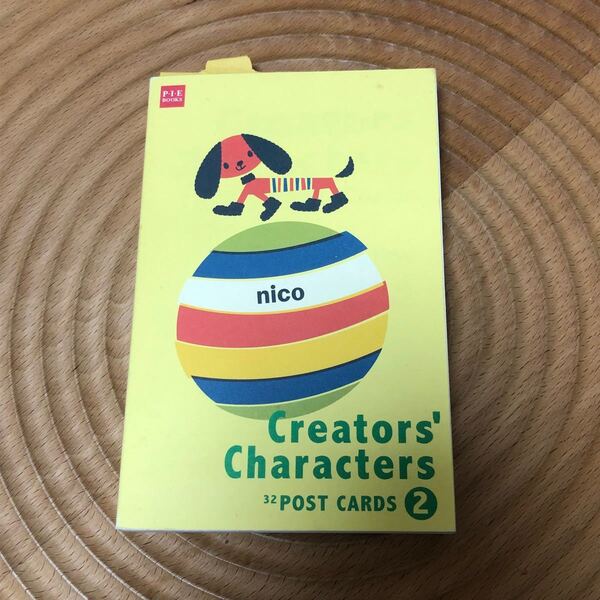 P·I·E
BOOKS
nico
Creators'
Characters
32 POST CARDS 2